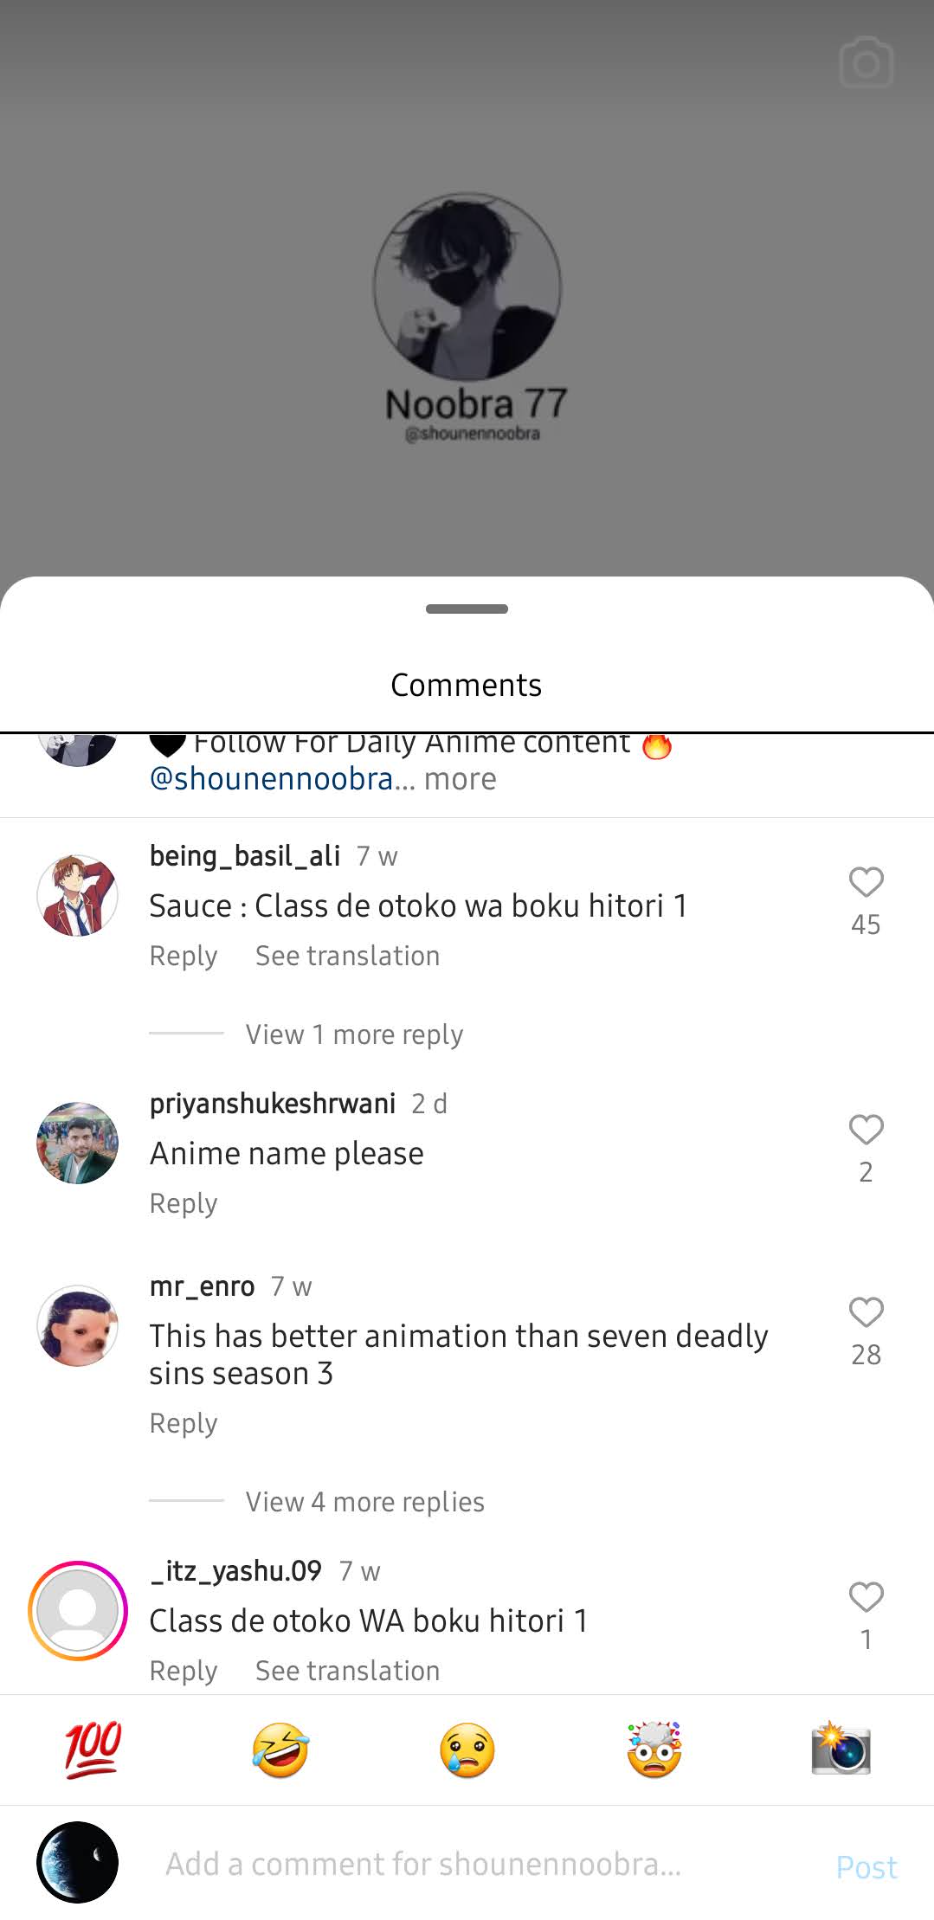 Noobra 77
@shounennoobra
Comments
Follow For Daily Anime content
@shounennoobra... more
being_basil_ali 7 w
Sauce : Class de otoko wa boku hitori 1
45
Reply See translation
View 1 more reply
priyanshukeshrwani 2 d
Anime name please
2
Reply
mr_enro 7 w
This has better animation than seven deadly
sins season 3
28
Reply
View 4 more replies
_itz_yashu.09 7 w
Class de otoko WA boku hitori 1
1
Reply See translation
Add a comment for shounennoobra... Post